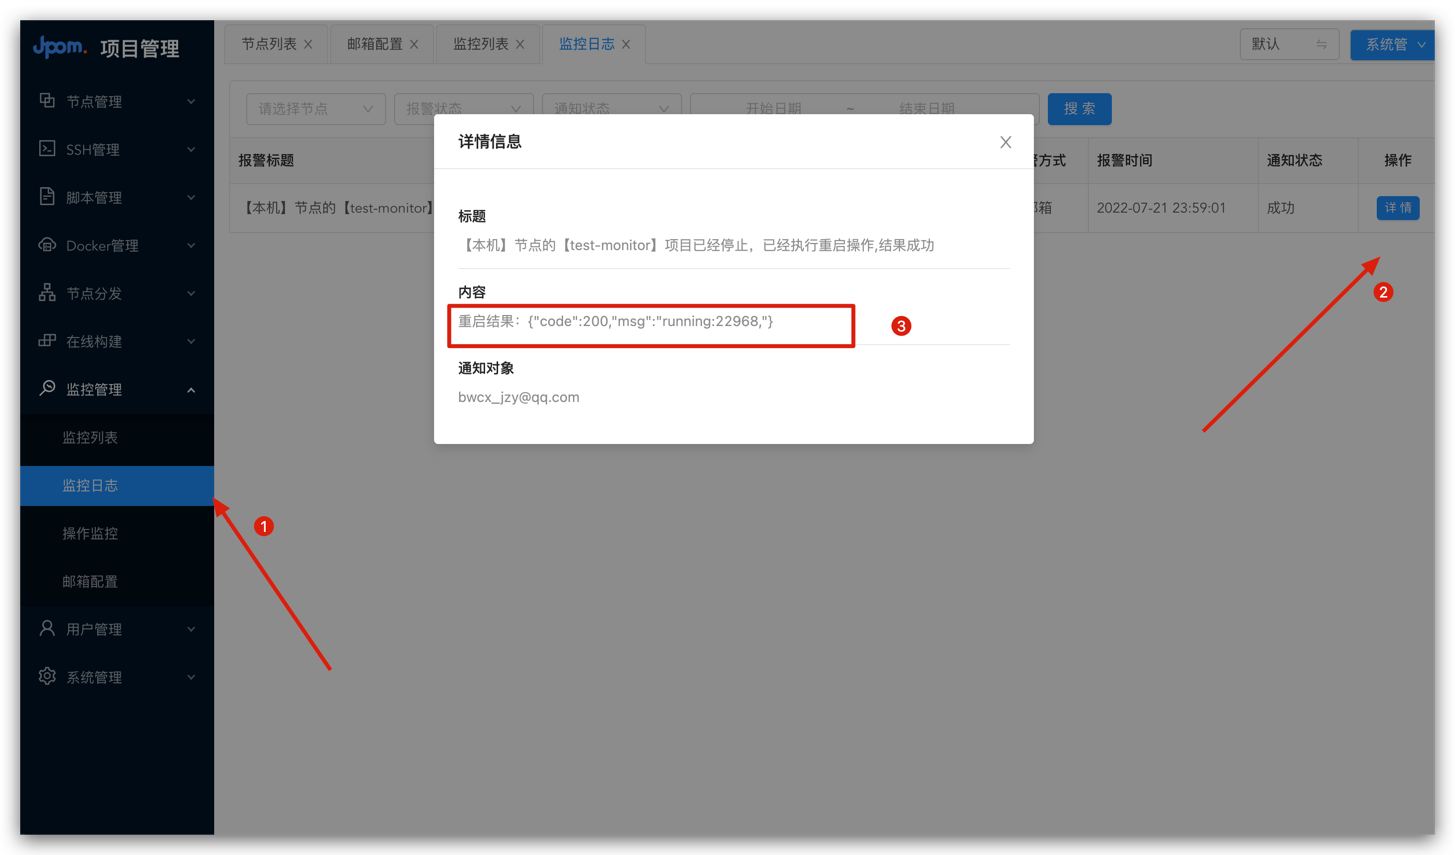 Jpom. 项目管理
节点列表
邮箱配置
监控列表
监控日志
默认
系统管
节点管理
SSH管理
脚本管理
Docker管理
节点分发
在线构建
监控管理
监控列表
监控日志
操作监控
邮箱配置
用户管理
系统管理
请选择节点
报警状态
通知状态
开始日期 ~ 结束日期
搜 索
报警标题
方式
报警时间
通知状态
操作
【本机】节点的【test-monitor】
箱
2022-07-21 23:59:01
成功
详 情
详情信息
标题
【本机】节点的【test-monitor】项目已经停止，已经执行重启操作,结果成功
内容
重启结果：{"code":200,"msg":"running:22968,"}
通知对象
bwcx_jzy@qq.com
1
2
3